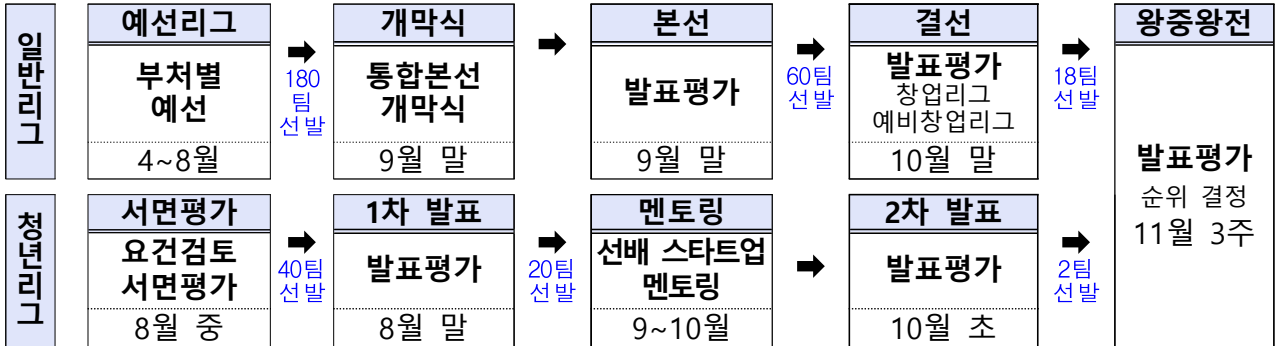 일반리그
예선리그
부처별
예선
4~8월
180
팀
선발
개막식
통합본선
개막식
9월 말
본선
발표평가
9월 말
60팀
선발
결선
발표평가
창업리그
예비창업리그
10월 말
18팀
선발
왕중왕전
발표평가
순위 결정
11월 3주
청년리그
서면평가
요건검토
서면평가
8월 중
40팀
선발
1차 발표
발표평가
8월 말
20팀
선발
멘토링
선배 스타트업
멘토링
9~10월
2차 발표
발표평가
10월 초
2팀
선발